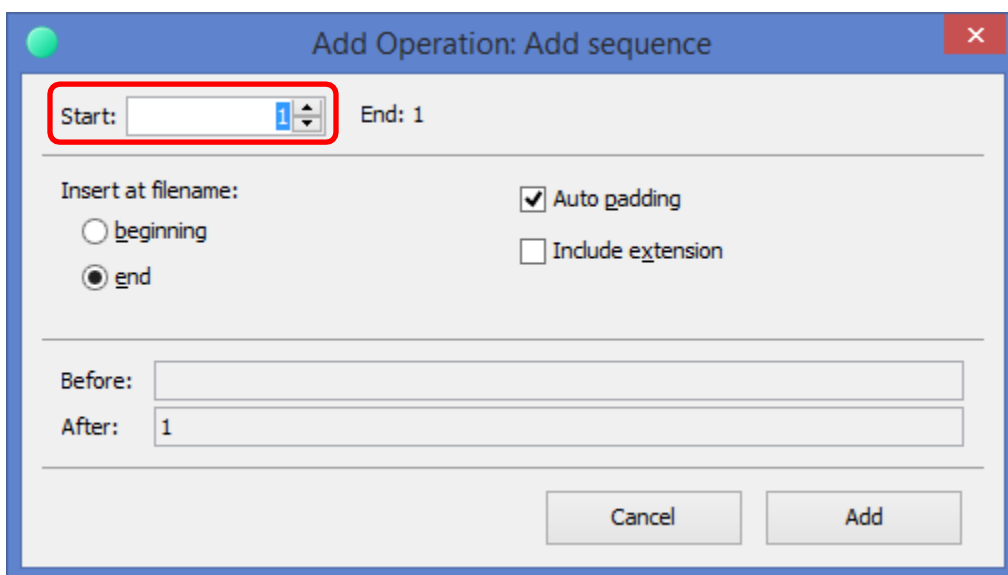 Add Operation: Add sequence
Start: 1 End: 1
Insert at filename:
Auto padding
beginning
Include extension
end
Before:
After: 1
Cancel Add